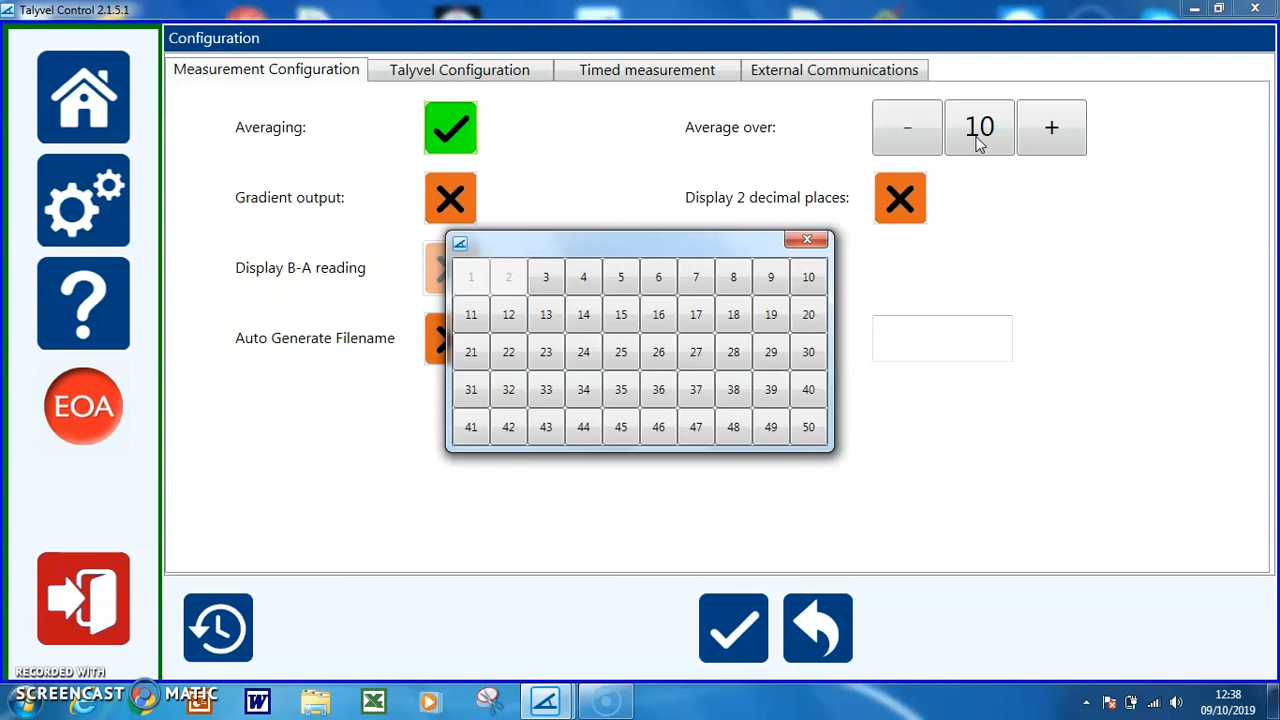 Talyvel Control 2.1.5.1
Configuration
Measurement Configuration
Talyvel Configuration
Timed measurement
External Communications
Averaging:
Average over:
-
10
+
Gradient output:
Display 2 decimal places:
Display B-A reading
Auto Generate Filename
1 2 3 4 5 6 7 8 9 10
11 12 13 14 15 16 17 18 19 20
21 22 23 24 25 26 27 28 29 30
31 32 33 34 35 36 37 38 39 40
41 42 43 44 45 46 47 48 49 50
?
EOA
RECORDED WITH
SCREENCAST MATIC
12:38
09/10/2019